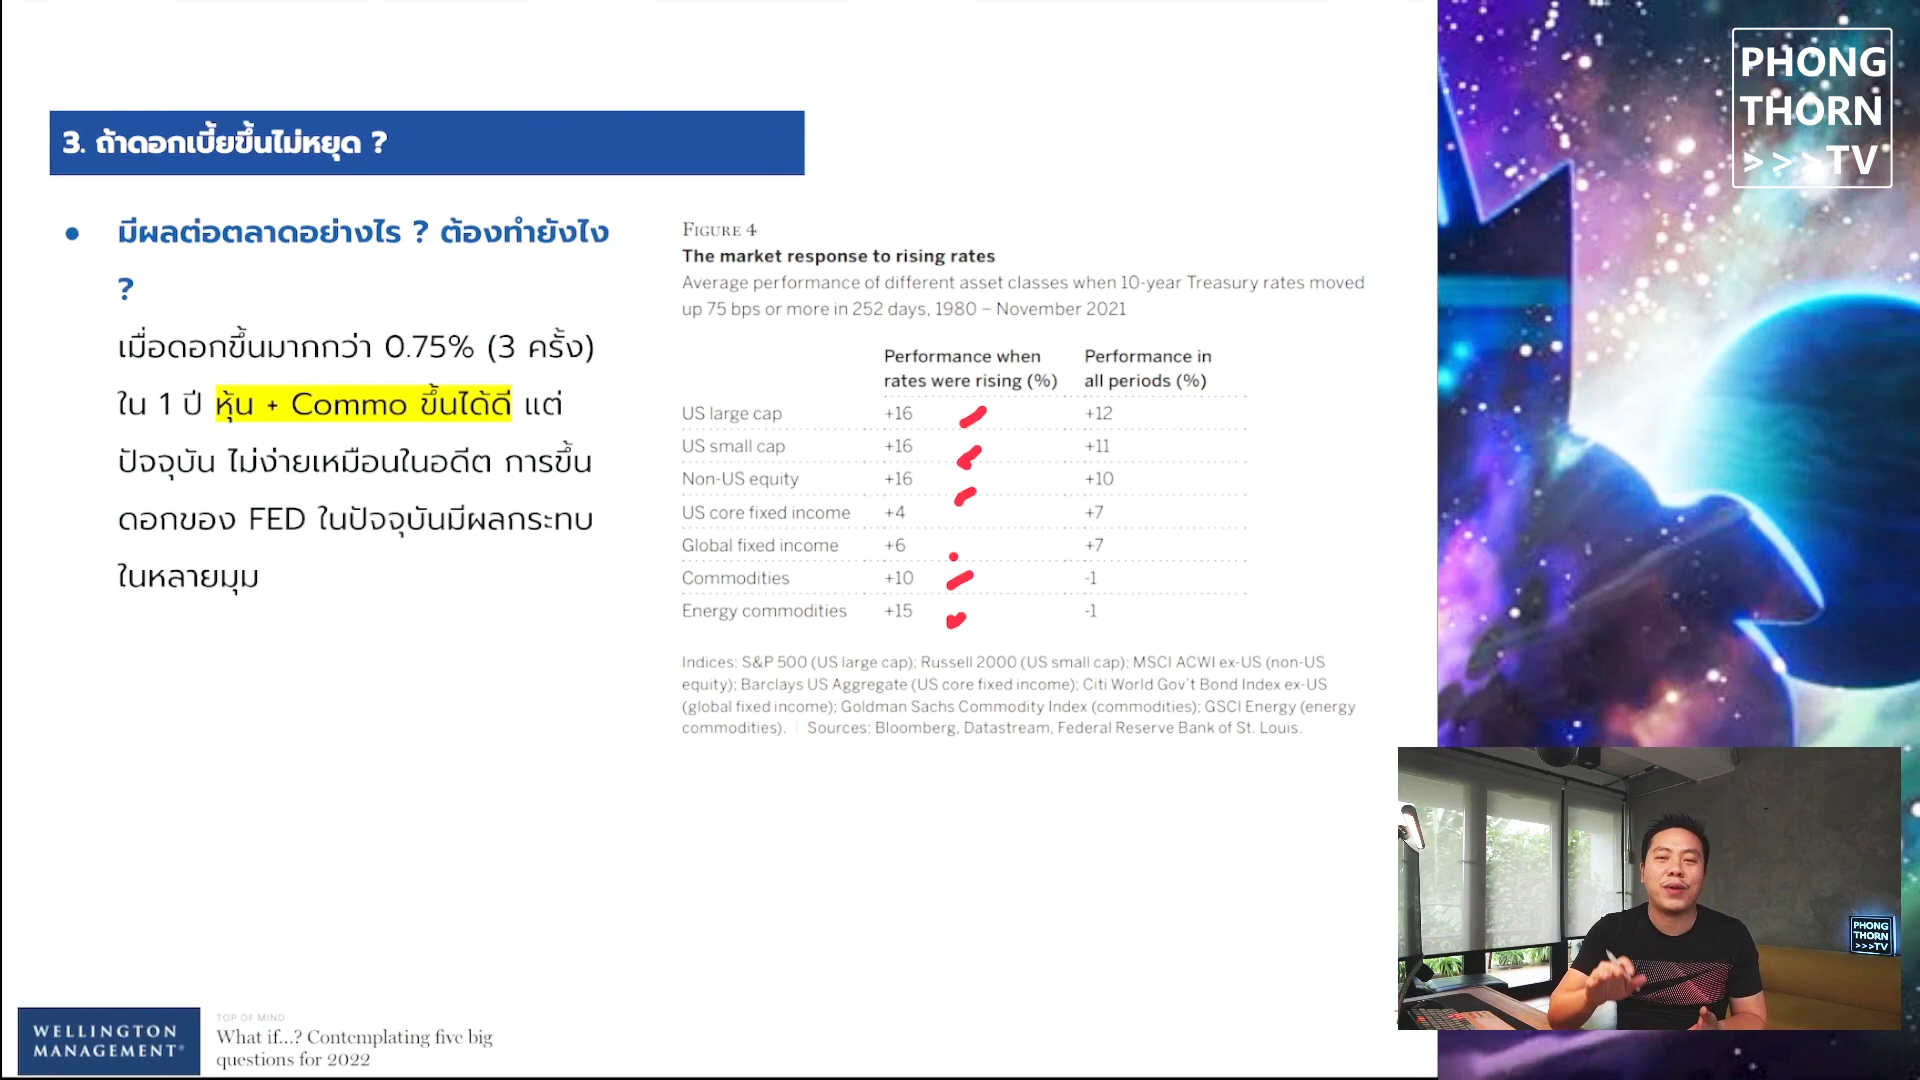 3. ถ้าดอกเบี้ยขึ้นไม่หยุด ?
● มีผลต่อตลาดอย่างไร ? ต้องทำยังไง
?
เมื่อดอกขึ้นมากกว่า 0.75% (3 ครั้ง)
ใน 1 ปี หุ้น + Commo ขึ้นได้ดี แต่
ปัจจุบัน ไม่ง่ายเหมือนในอดีต การขึ้น
ดอกของ FED ในปัจจุบันมีผลกระทบ
ในหลายมุม
FIGURE 4
The market response to rising rates
Average performance of different asset classes when 10-year Treasury rates moved
up 75 bps or more in 252 days, 1980 – November 2021
Performance when Performance in
rates were rising (%) all periods (%)
US large cap +16 +12
US small cap +16 +11
Non-US equity +16 +10
US core fixed income +4 +7
Global fixed income +6 +7
Commodities +10 -1
Energy commodities +15 -1
Indices: S&P 500 (US large cap); Russell 2000 (US small cap); MSCI ACWI ex-US (non-US
equity); Barclays US Aggregate (US core fixed income); Citi World Gov't Bond Index ex-US
(global fixed income); Goldman Sachs Commodity Index (commodities); GSCI Energy (energy
commodities). | Sources: Bloomberg, Datastream, Federal Reserve Bank of St. Louis.
WELLINGTON
MANAGEMENT®
TOP OF MIND
What if...? Contemplating five big
questions for 2022
PHONG
THORN
>>>TV
PHONG
THORN
>>>TV